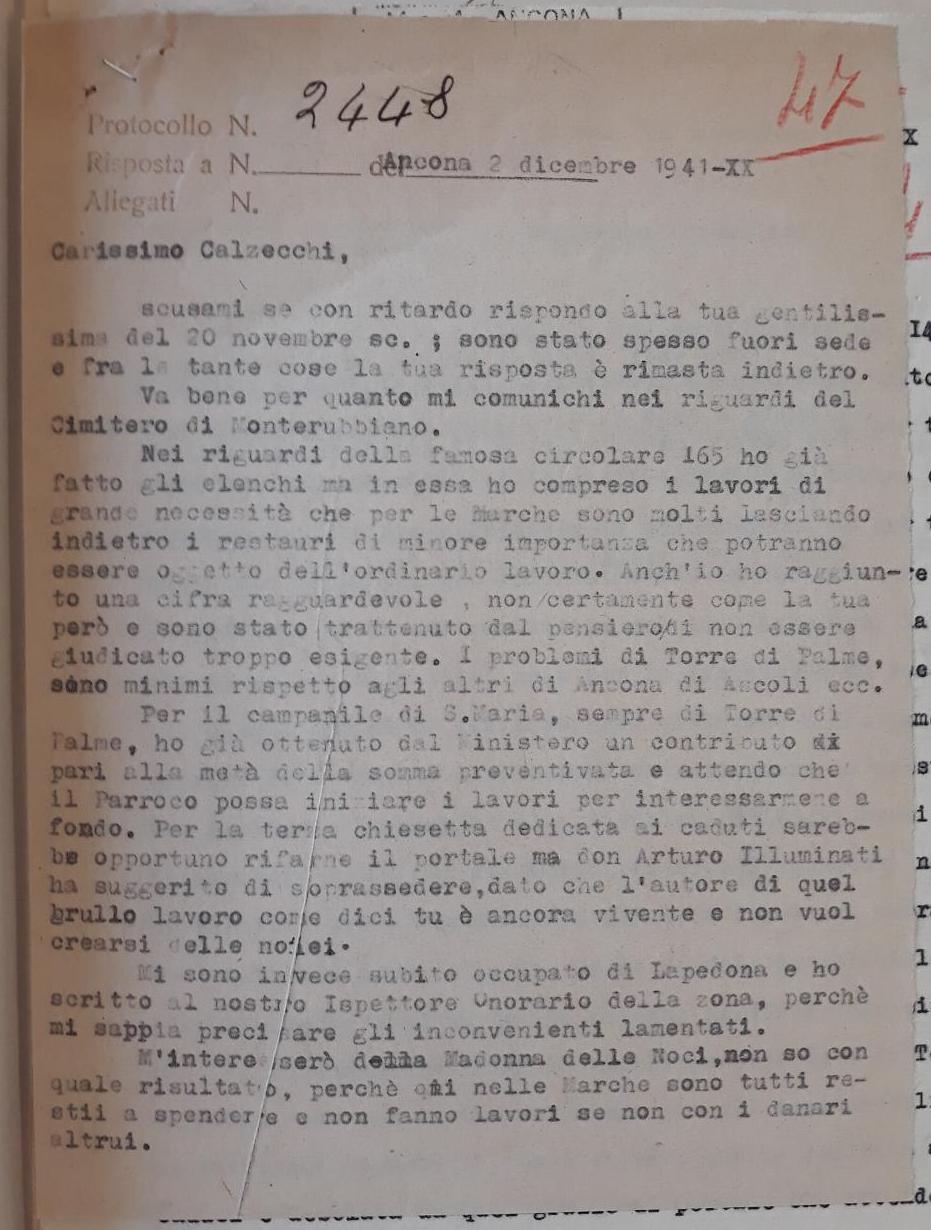 ANCONA
Protocollo N. 2448
47
Risposta a N. del Ancona 2 dicembre 1941-XX
Allegati N.
Carissimo Calzecchi,
scusami se con ritardo rispondo alla tua gentilis-
sima del 20 novembre sc. ; sono stato spesso fuori sede
e fra le tante cose la tua risposta è rimasta indietro.
Va bene per quanto mi comunichi nei riguardi del
Cimitero di Monterubbiano.
Nei riguardi della famosa circolare 165 ho già
fatto gli elenchi ma in essa ho compreso i lavori di
grande necessità che per le Marche sono molti lasciando
indietro i restauri di minore importanza che potranno
essere oggetto dell'ordinario lavoro. Anch'io ho raggiun-
to una cifra ragguardevole , non/certamente come la tua
però e sono stato trattenuto dal pensiero/di non essere
giudicato troppo esigente. I problemi di Torre di Palme,
sono minimi rispetto agli altri di Ancona di Ascoli ecc.
Per il campanile di S.Maria, sempre di Torre di
Palme, ho già ottenuto dal Ministero un contributo di
pari alla metà della somma preventivata e attendo che
il Parroco possa iniziare i lavori per interessarmene a
fondo. Per la terza chiesetta dedicata ai caduti sareb-
be opportuno rifarne il portale ma don Arturo Illuminati
ha suggerito di soprassedere,dato che l'autore di quel
brullo lavoro come dici tu è ancora vivente e non vuol
crearsi delle noie.
Mi sono invece subito occupato di Lapedona e ho
scritto al nostro Ispettore Onorario della zona, perchè
mi sappia precisare gli inconvenienti lamentati.
M'interesserò della Madonna delle Noci,non so con
quale risultato, perchè qui nelle Marche sono tutti re-
stii a spendere e non fanno lavori se non con i danari
altrui.